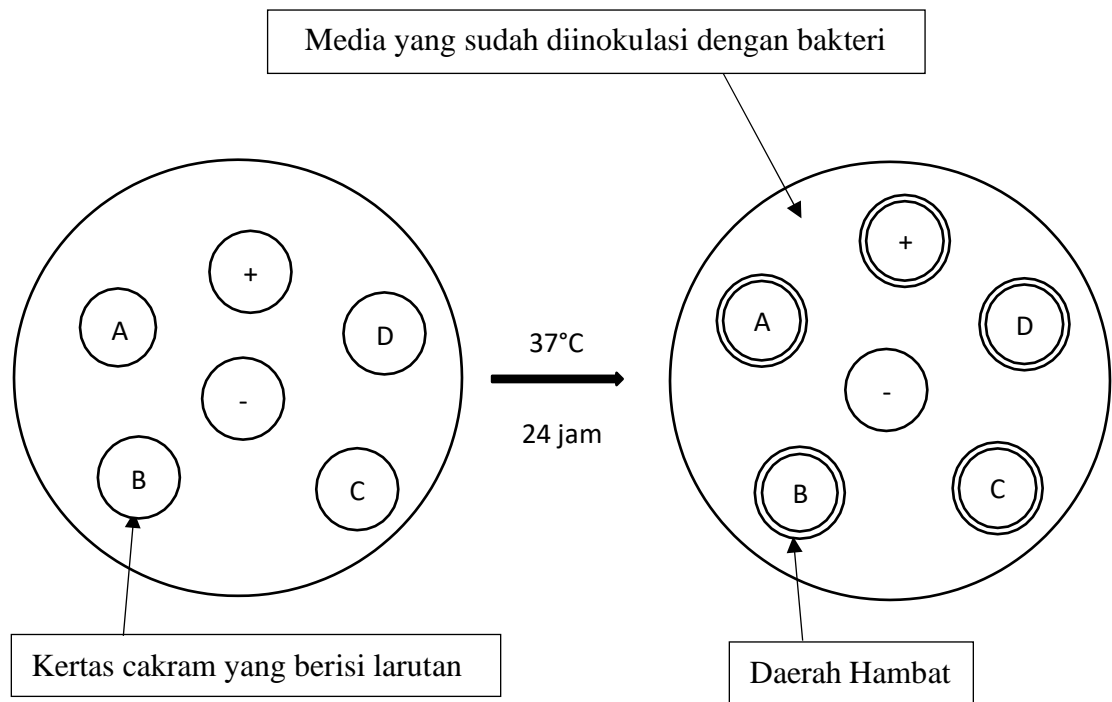 Media yang sudah diinokulasi dengan bakteri
+
A
D
-
B
C
37°C
24 jam
+
A
D
-
B
C
Kertas cakram yang berisi larutan
Daerah Hambat